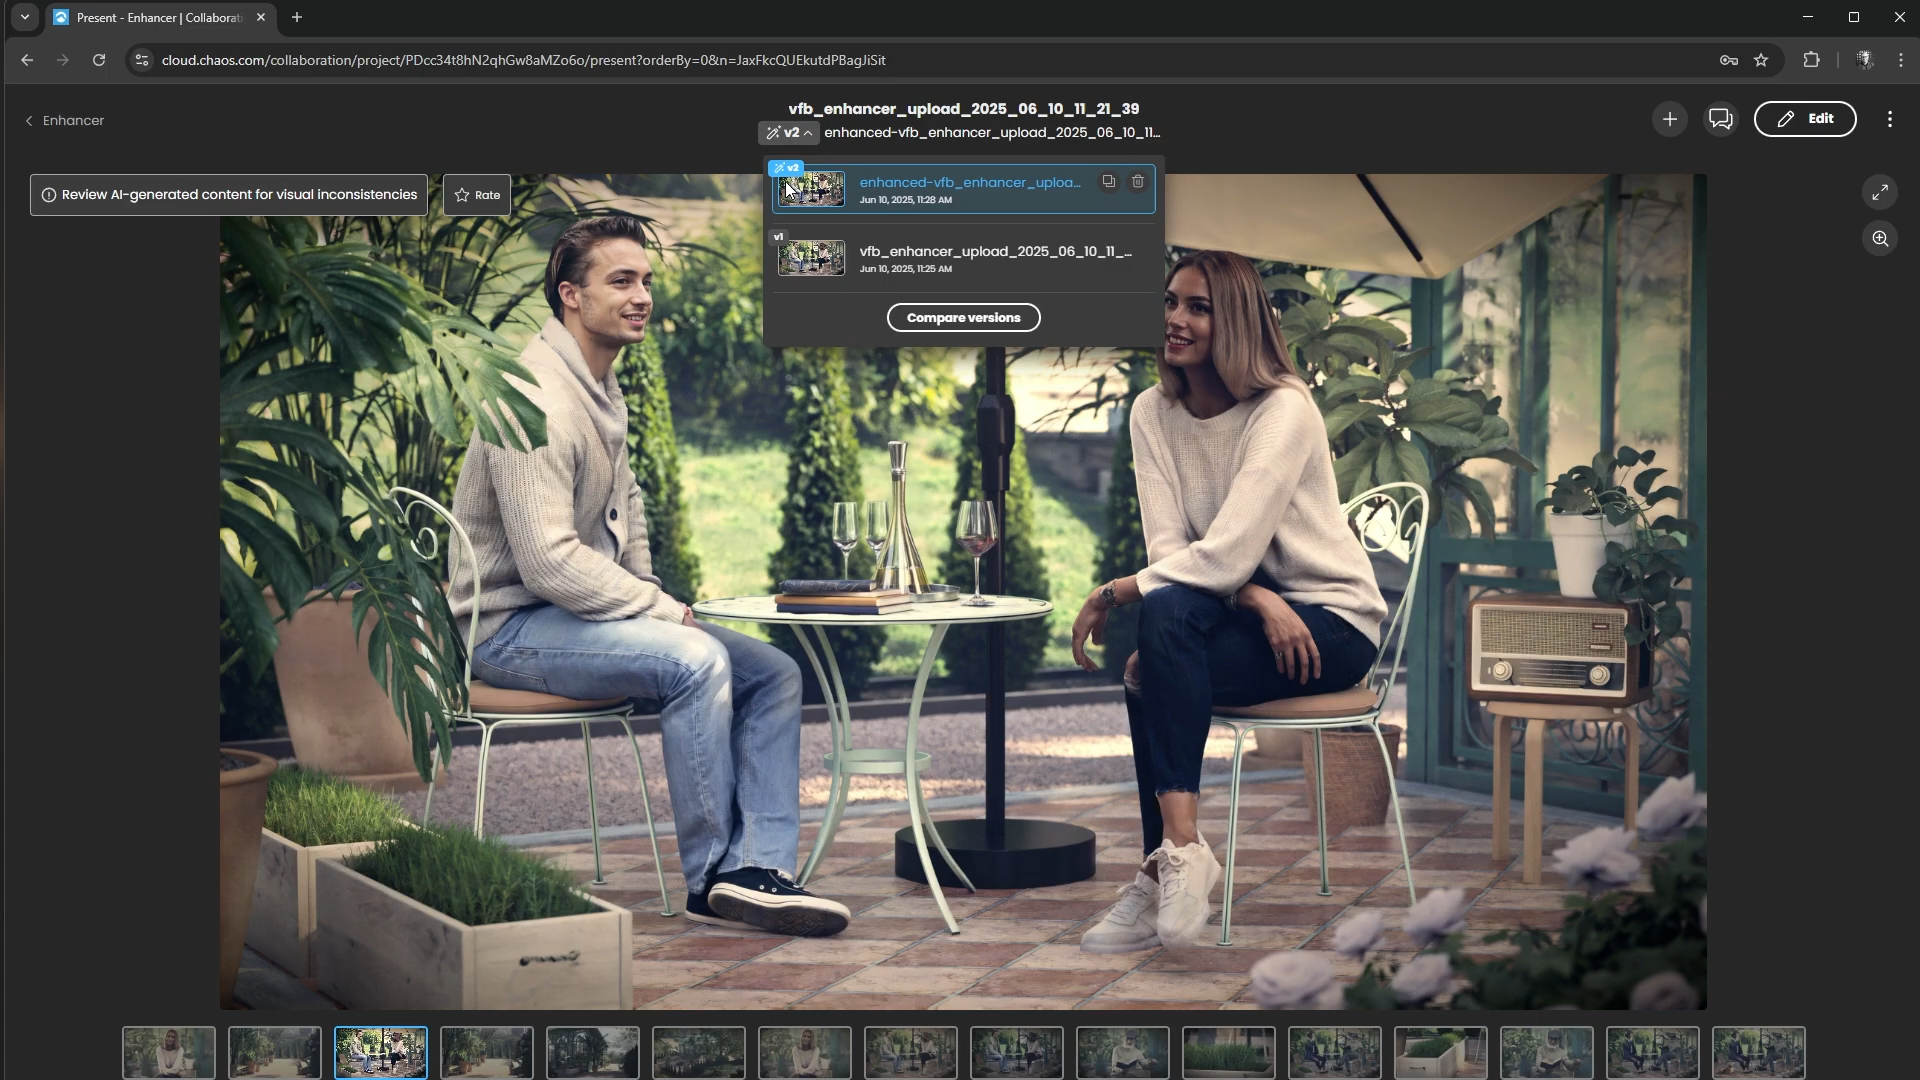 Present - Enhancer | Collaborati
cloud.chaos.com/collaboration/project/PDcc34t8hN2qhGw8aMZo6o/present?orderBy=0&n=JaxFkcQUEkutdPBagJiSit
Enhancer
vfb_enhancer_upload_2025_06_10_11_21_39
v2 enhanced-vfb_enhancer_upload_2025_06_10_11...
Edit
Review AI-generated content for visual inconsistencies
Rate
v2
enhanced-vfb_enhancer_uploa...
Jun 10, 2025, 11:28 AM
v1
vfb_enhancer_upload_2025_06_10_11_...
Jun 10, 2025, 11:25 AM
Compare versions